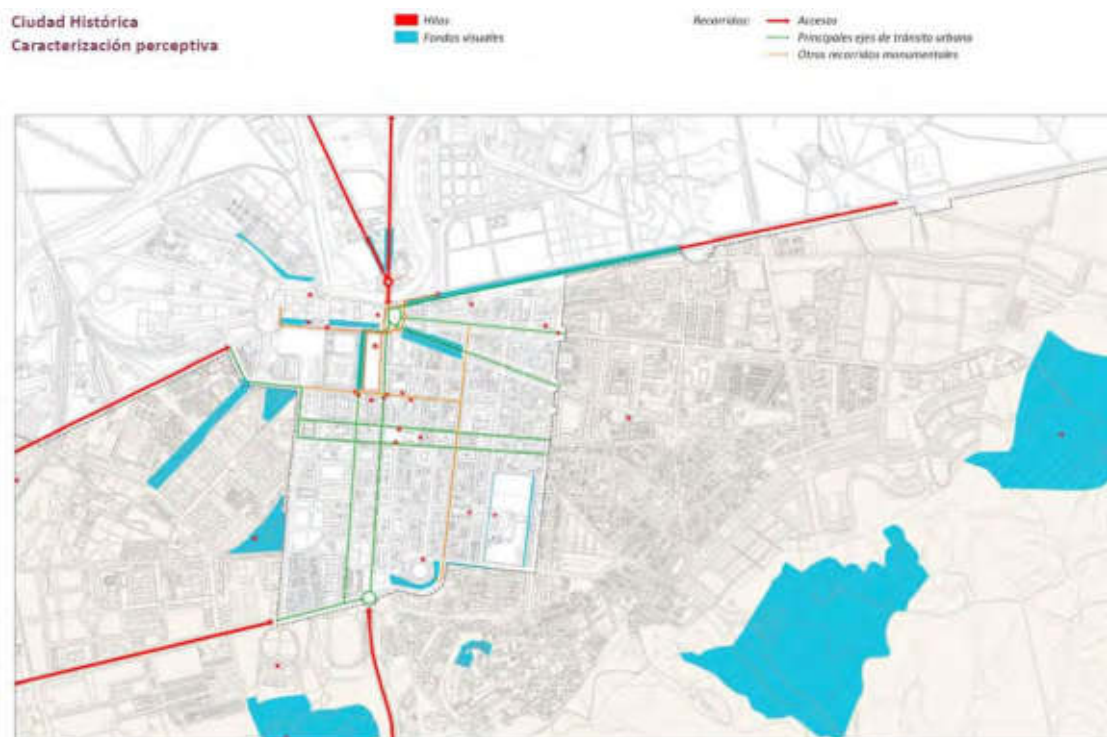 Ciudad Histórica
Caracterización perceptiva
Hitos
Fondos visuales
Recorridos:
Accesos
Principales ejes de tránsito urbano
Otros recorridos monumentales